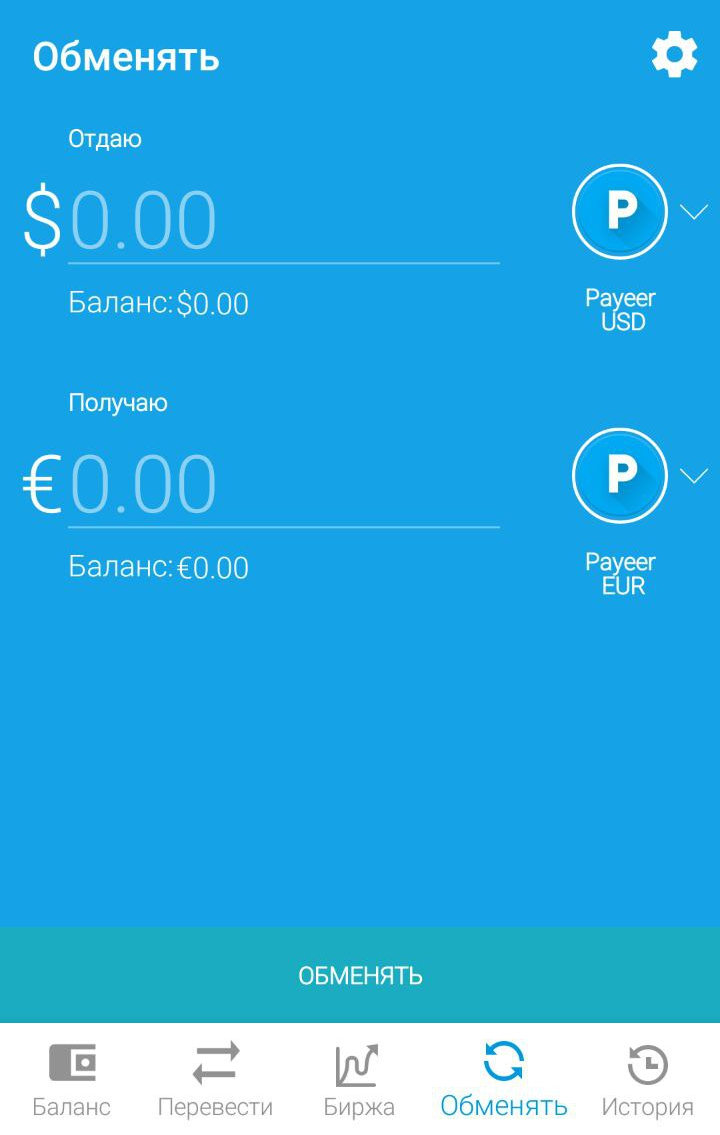 Обменять
Отдаю
$0.00
P
Баланс:$0.00
Payeer
USD
Получаю
€0.00
P
Баланс:€0.00
Payeer
EUR
ОБМЕНЯТЬ
Баланс Перевести Биржа Обменять История